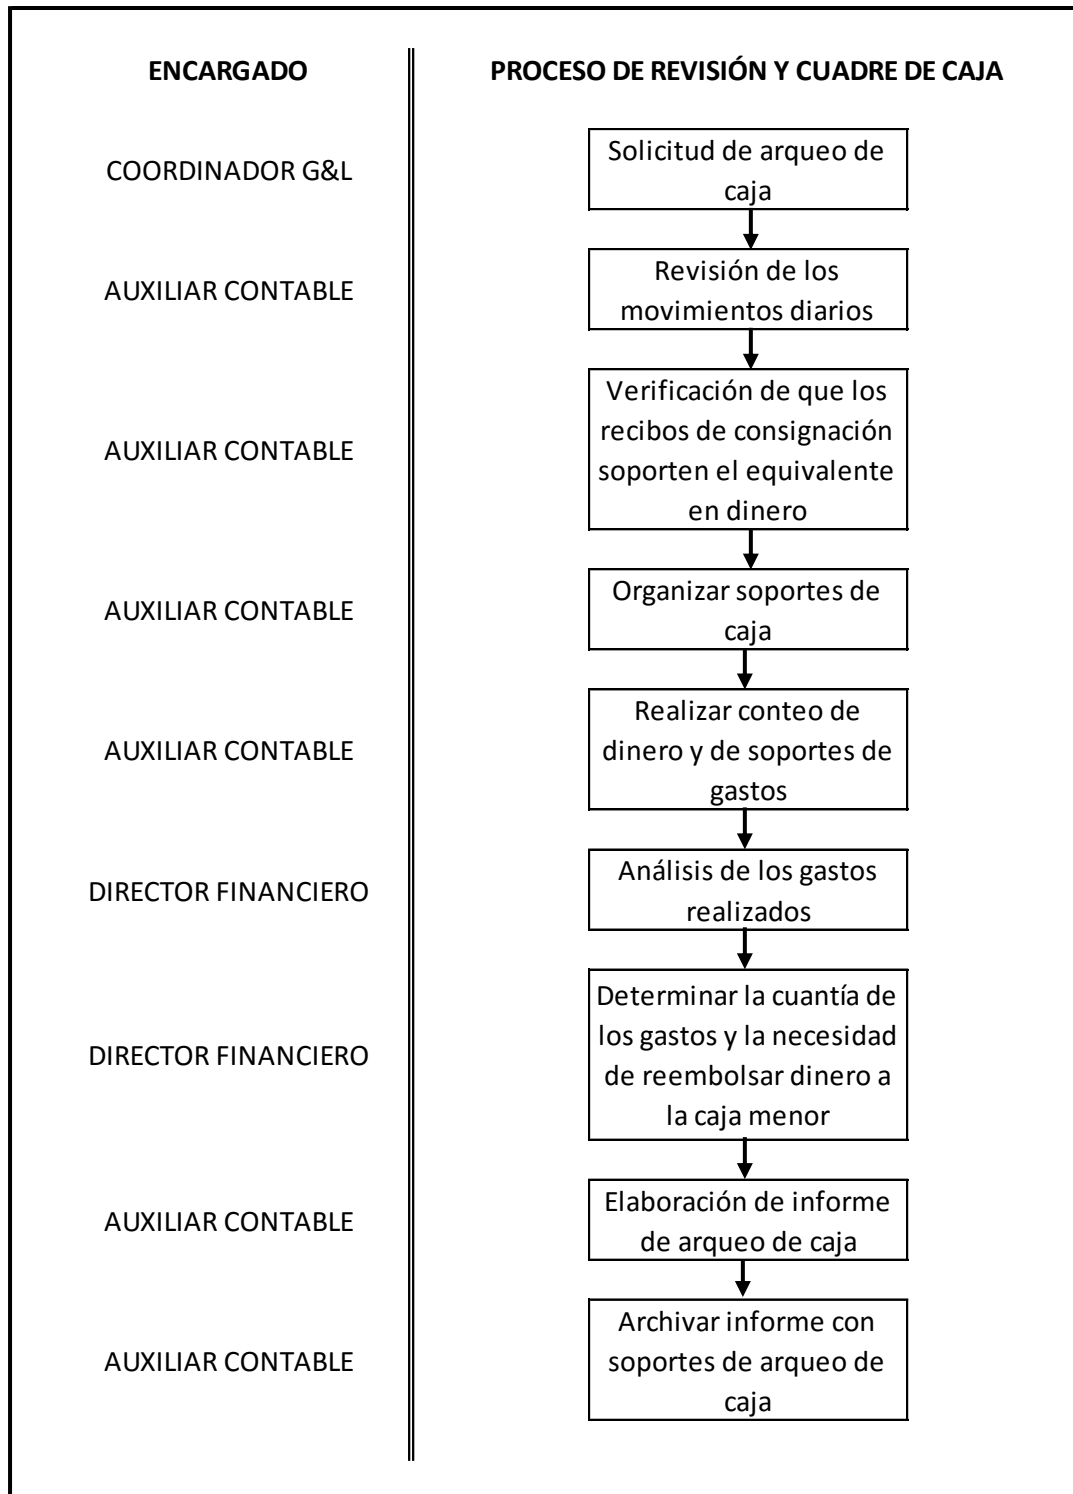 ENCARGADO
PROCESO DE REVISIÓN Y CUADRE DE CAJA
COORDINADOR G&L
Solicitud de arqueo de
caja
AUXILIAR CONTABLE
Revisión de los
movimientos diarios
AUXILIAR CONTABLE
Verificación de que los
recibos de consignación
soporten el equivalente
en dinero
AUXILIAR CONTABLE
Organizar soportes de
caja
AUXILIAR CONTABLE
Realizar conteo de
dinero y de soportes de
gastos
DIRECTOR FINANCIERO
Análisis de los gastos
realizados
DIRECTOR FINANCIERO
Determinar la cuantía de
los gastos y la necesidad
de reembolsar dinero a
la caja menor
AUXILIAR CONTABLE
Elaboración de informe
de arqueo de caja
AUXILIAR CONTABLE
Archivar informe con
soportes de arqueo de
caja